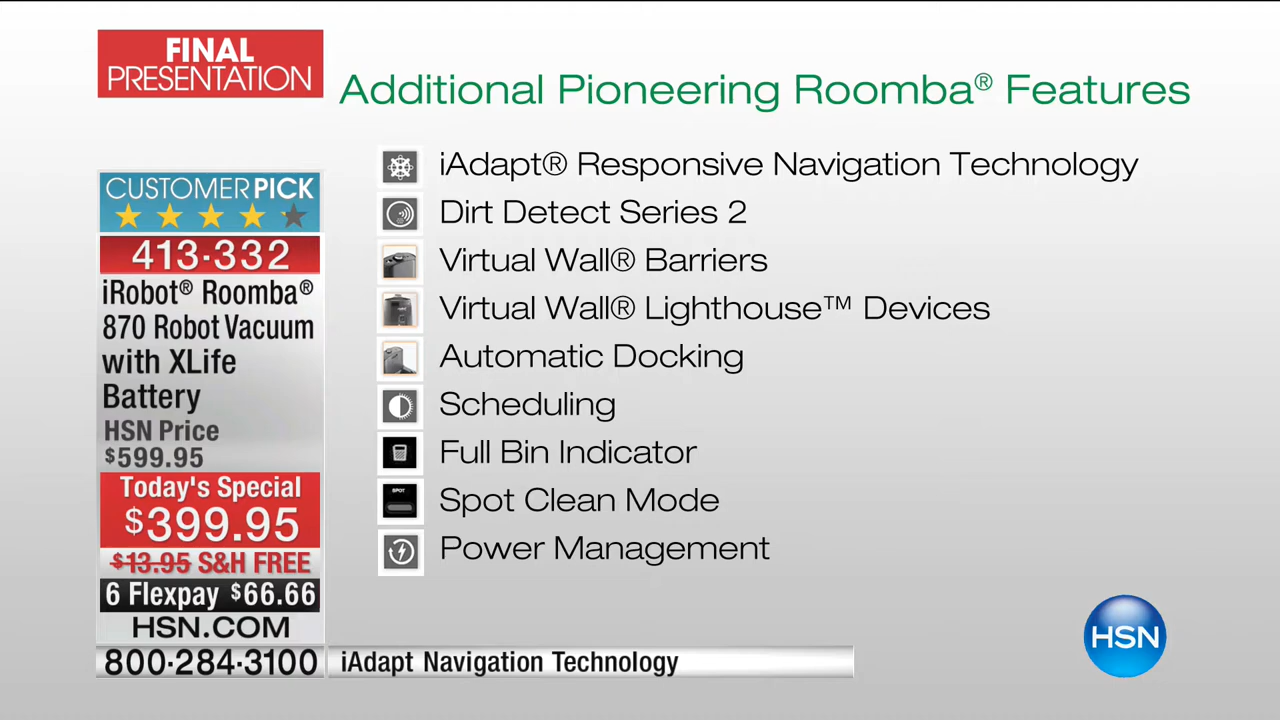 FINAL
PRESENTATION
Additional Pioneering Roomba® Features
iAdapt® Responsive Navigation Technology
Dirt Detect Series 2
Virtual Wall® Barriers
Virtual Wall® Lighthouse™ Devices
Automatic Docking
Scheduling
Full Bin Indicator
SPOT
Spot Clean Mode
Power Management
CUSTOMER PICK
413·332
iRobot® Roomba®
870 Robot Vacuum
with XLife
Battery
HSN Price
$599.95
Today's Special
$399.95
$13.95 S&H FREE
6 Flexpay $66.66
HSN.COM
800·284·3100
iAdapt Navigation Technology
HSN